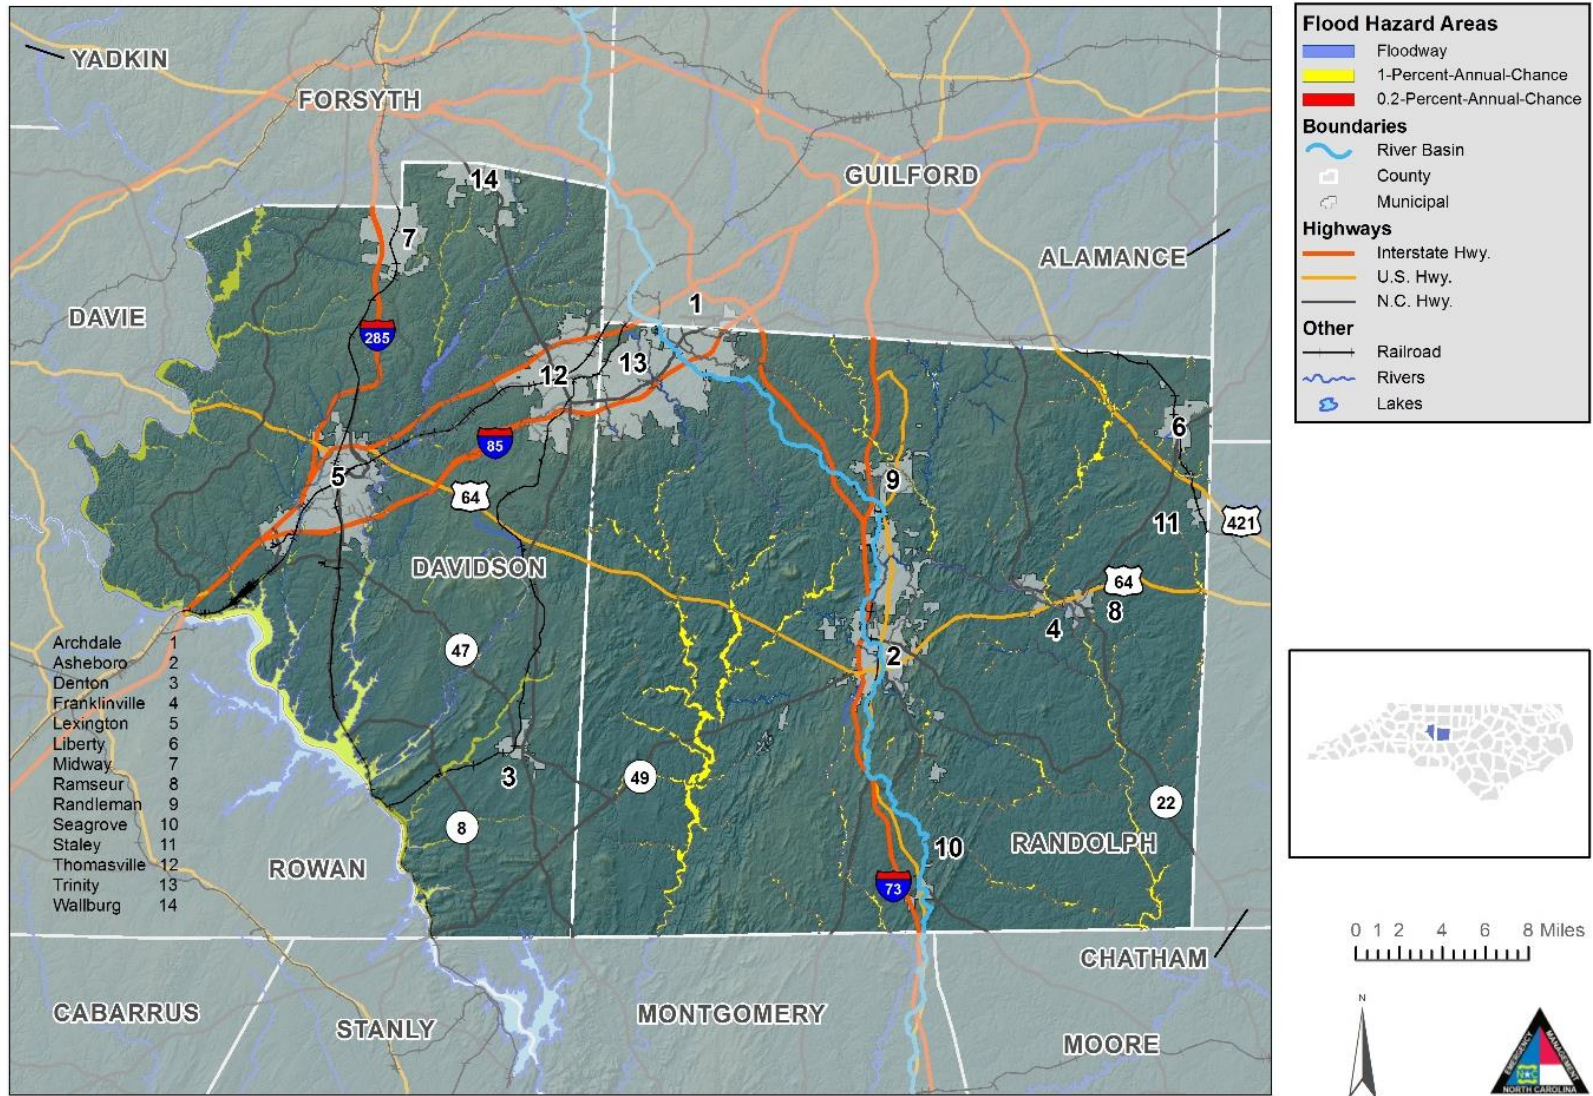 YADKIN
FORSYTH
GUILFORD
ALAMANCE
DAVIE
DAVIDSON
ROWAN
RANDOLPH
CHATHAM
CABARRUS
STANLY
MONTGOMERY
MOORE
14
7
1
285
12
13
6
5
85
9
64
11
421
64
8
4
47
2
3
49
22
8
10
73
Archdale 1
Asheboro 2
Denton 3
Franklinville 4
Lexington 5
Liberty 6
Midway 7
Ramseur 8
Randleman 9
Seagrove 10
Staley 11
Thomasville 12
Trinity 13
Wallburg 14
Flood Hazard Areas
Floodway
1-Percent-Annual-Chance
0.2-Percent-Annual-Chance
Boundaries
River Basin
County
Municipal
Highways
Interstate Hwy.
U.S. Hwy.
N.C. Hwy.
Other
Railroad
Rivers
Lakes
0 1 2 4 6 8 Miles
N
EMERGENCY
MANAGEMENT
N C
NORTH CAROLINA